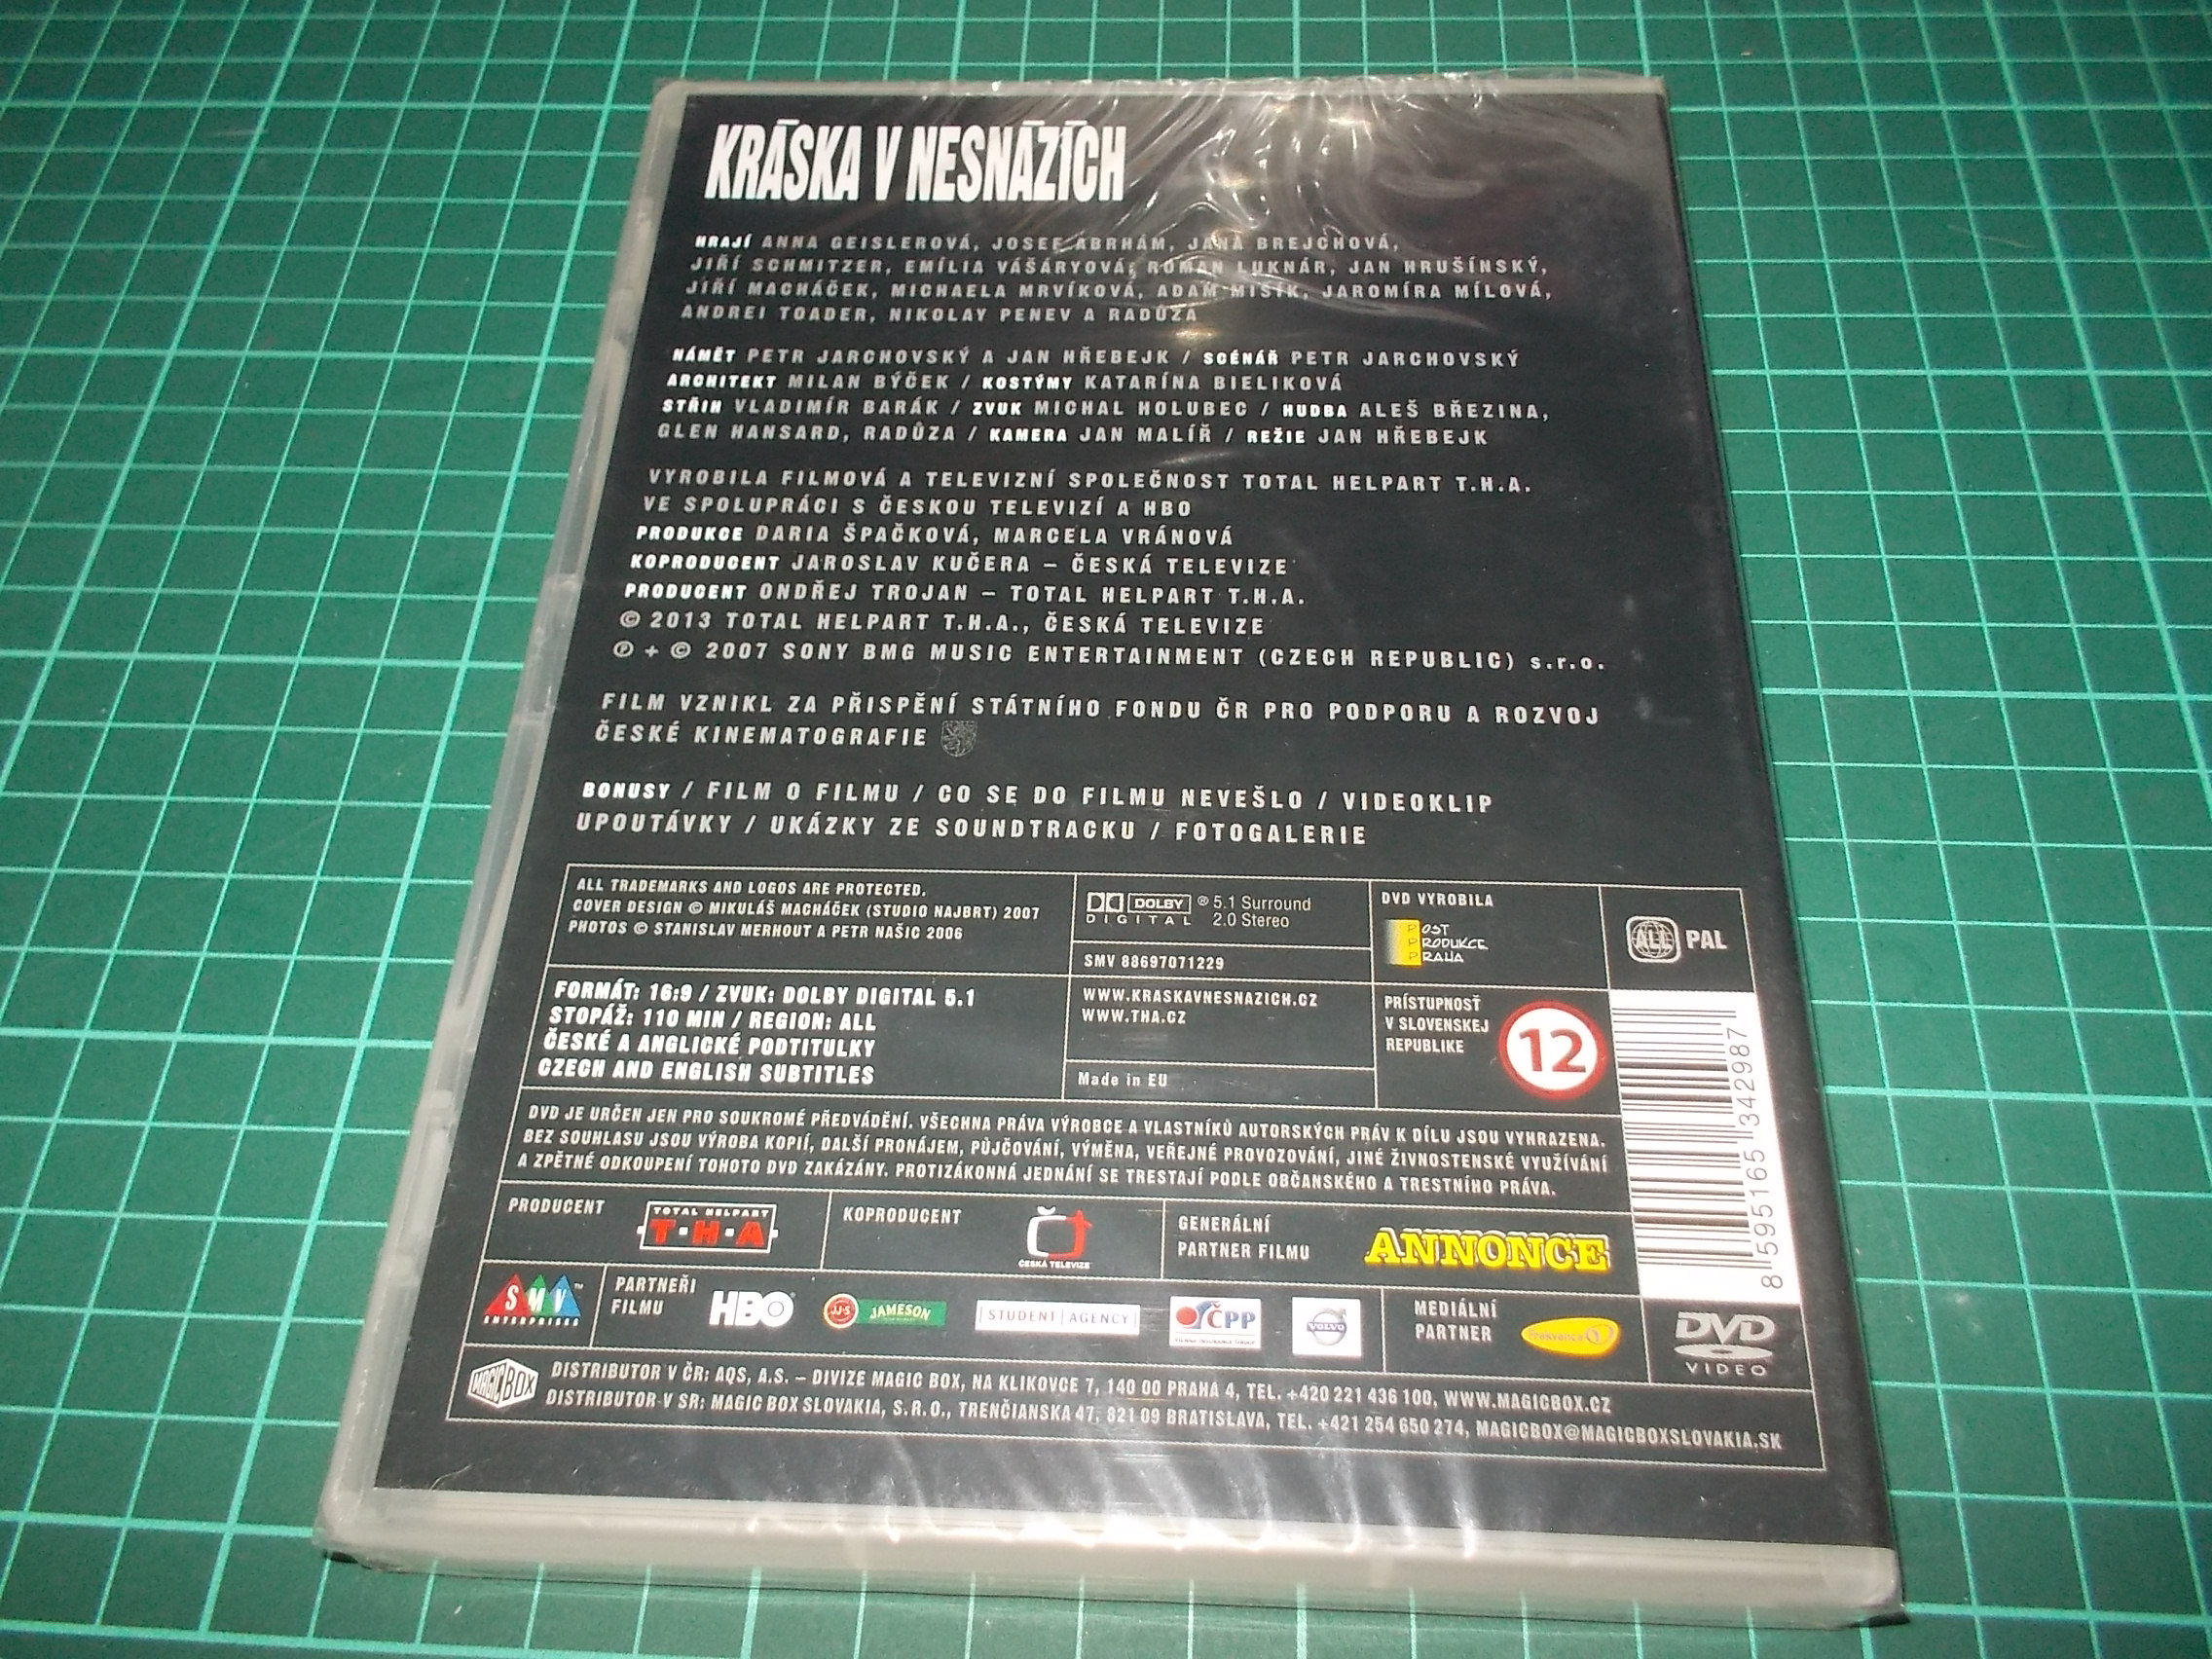 KRÁSKA V NESNÁZÍCH
HRAJÍ ANNA GEISLEROVÁ, JOSEF ABRHÁM, JANA BREJCHOVÁ,
JIŘÍ SCHMITZER, EMÍLIA VÁŠÁRYOVÁ, ROMAN LUKNÁR, JAN HRUŠÍNSKÝ,
JIŘÍ MACHÁČEK, MICHAELA MRVÍKOVÁ, ADAM MIŠÍK, JAROMÍRA MÍLOVÁ,
ANDREI TOADER, NIKOLAY PENEV A RADŮZA
NÁMĚT PETR JARCHOVSKÝ A JAN HŘEBEJK / SCÉNÁŘ PETR JARCHOVSKÝ
ARCHITEKT MILAN BÝČEK / KOSTÝMY KATARÍNA BIELIKOVÁ
STŘIH VLADIMÍR BARÁK / ZVUK MICHAL HOLUBEC / HUDBA ALEŠ BŘEZINA,
GLEN HANSARD, RADŮZA / KAMERA JAN MALÍŘ / REŽIE JAN HŘEBEJK
VYROBILA FILMOVÁ A TELEVIZNÍ SPOLEČNOST TOTAL HELPART T.H.A.
VE SPOLUPRÁCI S ČESKOU TELEVIZÍ A HBO
PRODUKCE DARIA ŠPAČKOVÁ, MARCELA VRÁNOVÁ
KOPRODUCENT JAROSLAV KUČERA – ČESKÁ TELEVIZE
PRODUCENT ONDŘEJ TROJAN – TOTAL HELPART T.H.A.
© 2013 TOTAL HELPART T.H.A., ČESKÁ TELEVIZE
℗ + © 2007 SONY BMG MUSIC ENTERTAINMENT (CZECH REPUBLIC) s.r.o.
FILM VZNIKL ZA PŘISPĚNÍ STÁTNÍHO FONDU ČR PRO PODPORU A ROZVOJ
ČESKÉ KINEMATOGRAFIE
BONUSY / FILM O FILMU / CO SE DO FILMU NEVEŠLO / VIDEOKLIP
UPOUTÁVKY / UKÁZKY ZE SOUNDTRACKU / FOTOGALERIE
ALL TRADEMARKS AND LOGOS ARE PROTECTED.
COVER DESIGN © MIKULÁŠ MACHÁČEK (STUDIO NAJBRT) 2007
PHOTOS © STANISLAV MERHOUT A PETR NAŠIC 2006
DOLBY ® 5.1 Surround
DIGITAL 2.0 Stereo
SMV 88697071229
DVD VYROBILA
POST
PRODUKCE
PRAHA
ALL PAL
FORMÁT: 16:9 / ZVUK: DOLBY DIGITAL 5.1
STOPÁŽ: 110 MIN / REGION: ALL
ČESKÉ A ANGLICKÉ PODTITULKY
CZECH AND ENGLISH SUBTITLES
WWW.KRASKAVNESNAZICH.CZ
WWW.THA.CZ
Made in EU
PRÍSTUPNOSŤ
V SLOVENSKEJ
REPUBLIKE
12
8 595165 342987
DVD JE URČEN JEN PRO SOUKROMÉ PŘEDVÁDĚNÍ. VŠECHNA PRÁVA VÝROBCE A VLASTNÍKŮ AUTORSKÝCH PRÁV K DÍLU JSOU VYHRAZENA.
BEZ SOUHLASU JSOU VÝROBA KOPIÍ, DALŠÍ PRONÁJEM, PŮJČOVÁNÍ, VÝMĚNA, VEŘEJNÉ PROVOZOVÁNÍ, JINÉ ŽIVNOSTENSKÉ VYUŽÍVÁNÍ
A ZPĚTNÉ ODKOUPENÍ TOHOTO DVD ZAKÁZÁNY. PROTIZÁKONNÁ JEDNÁNÍ SE TRESTAJÍ PODLE OBČANSKÉHO A TRESTNÍHO PRÁVA.
PRODUCENT
TOTAL HELPART
T·H·A
KOPRODUCENT
ČESKÁ TELEVIZE
GENERÁLNÍ
PARTNER FILMU
ANNONCE
SMV™
ENTERPRISES
PARTNEŘI
FILMU
HBO
JJ&S JAMESON
STUDENT AGENCY
ČPP
VOLVO
MEDIÁLNÍ
PARTNER
frekvence 1
DVD
VIDEO
MAGIC BOX
DISTRIBUTOR V ČR: AQS, A.S. – DIVIZE MAGIC BOX, NA KLIKOVCE 7, 140 00 PRAHA 4, TEL. +420 221 436 100, WWW.MAGICBOX.CZ
DISTRIBUTOR V SR: MAGIC BOX SLOVAKIA, S.R.O., TRENČIANSKA 47, 821 09 BRATISLAVA, TEL. +421 254 650 274, MAGICBOX@MAGICBOXSLOVAKIA.SK